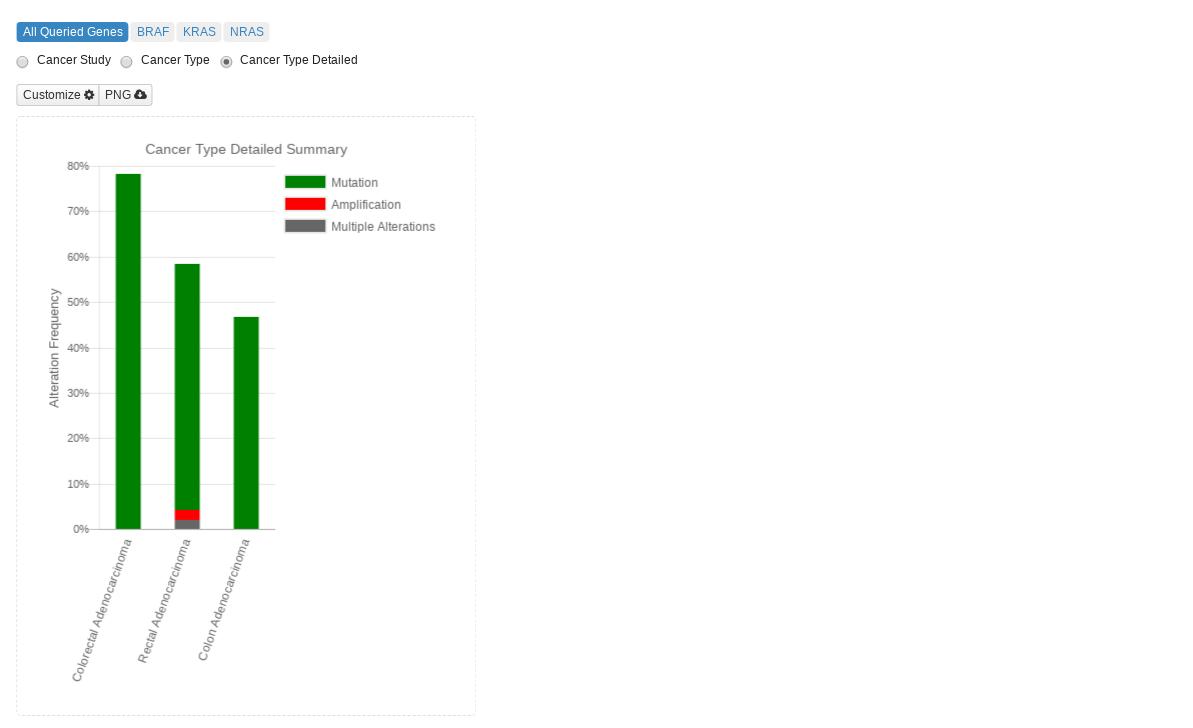 All Queried Genes BRAF KRAS NRAS
Cancer Study Cancer Type Cancer Type Detailed
Customize PNG
Cancer Type Detailed Summary
80%
70%
60%
50%
40%
30%
20%
10%
0%
Alteration Frequency
Mutation
Amplification
Multiple Alterations
Colorectal Adenocarcinoma
Rectal Adenocarcinoma
Colon Adenocarcinoma